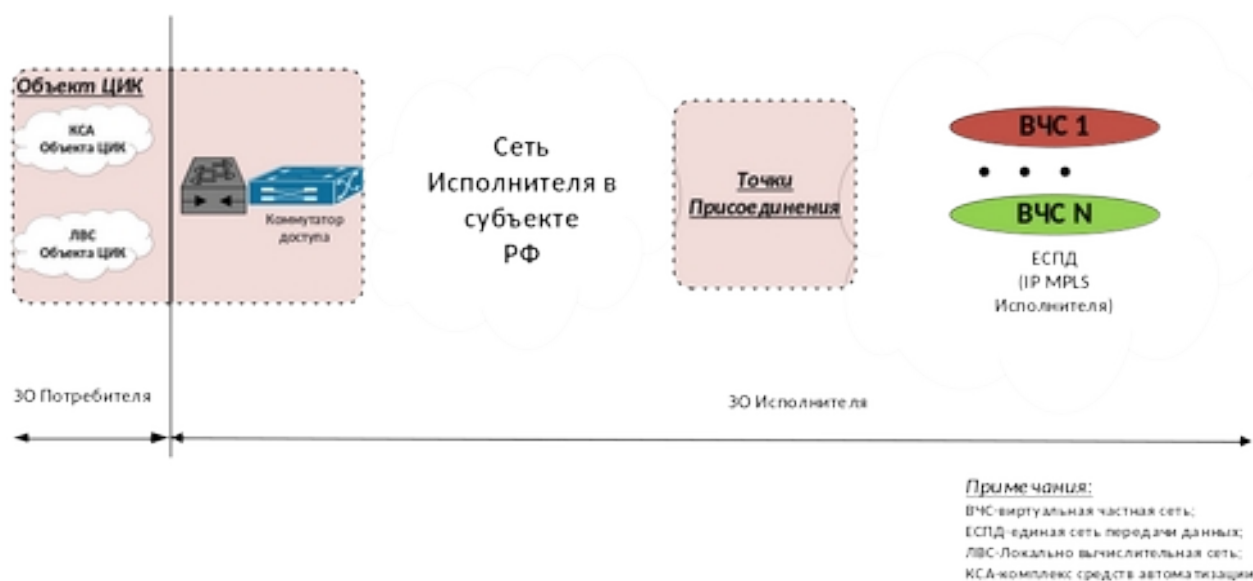 Объект ЦИК
КСА
Объекта ЦИК
ЛВС
Объекта ЦИК
Коммутатор
доступа
Сеть
Исполнителя в
субъекте
РФ
Точки
Присоединения
ВЧС 1
• • •
ВЧС N
ЕСПД
(IP MPLS
Исполнителя)
ЗО Потребителя
ЗО Исполнителя
Примечания:
ВЧС-виртуальная частная сеть;
ЕСПД-единая сеть передачи данных;
ЛВС-Локально вычислительная сеть;
КСА-комплекс средств автоматизации